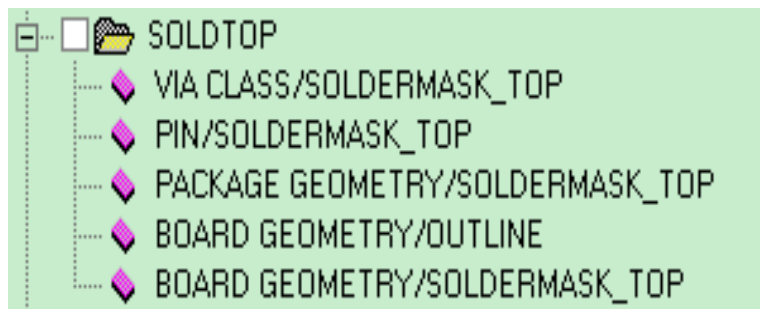 SOLDTOP
VIA CLASS/SOLDERMASK_TOP
PIN/SOLDERMASK_TOP
PACKAGE GEOMETRY/SOLDERMASK_TOP
BOARD GEOMETRY/OUTLINE
BOARD GEOMETRY/SOLDERMASK_TOP